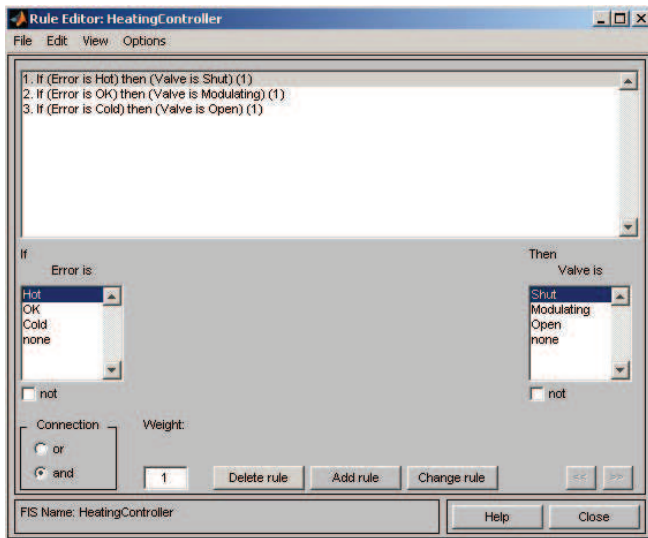 Rule Editor: HeatingController
File Edit View Options
1. If (Error is Hot) then (Valve is Shut) (1)
2. If (Error is OK) then (Valve is Modulating) (1)
3. If (Error is Cold) then (Valve is Open) (1)
If
Then
Error is
Valve is
Hot
OK
Cold
none
Shut
Modulating
Open
none
not
not
Connection
or
and
Weight:
1
Delete rule
Add rule
Change rule
<<
>>
FIS Name: HeatingController
Help
Close